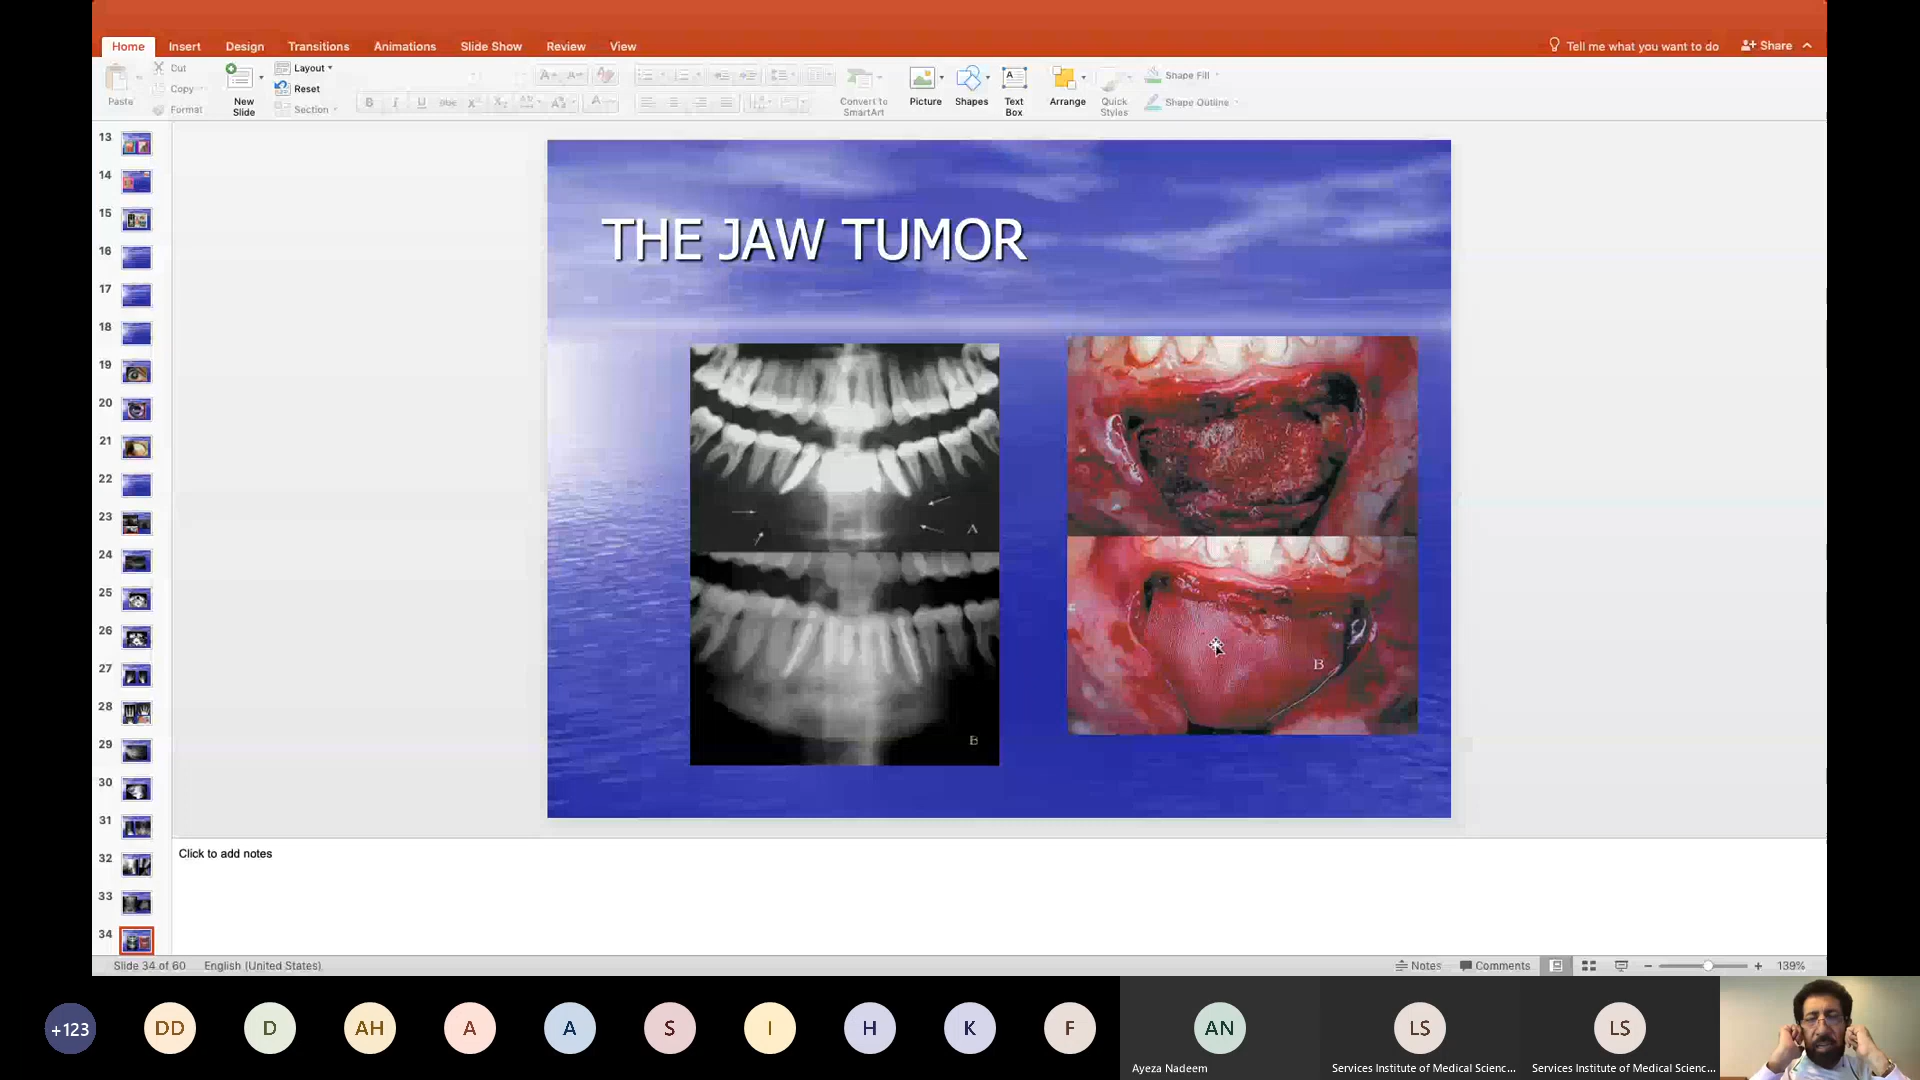 Home Insert Design Transitions Animations Slide Show Review View Tell me what you want to do Share
Paste Cut Copy Format
New Slide Layout Reset Section
B I U abc X² X₂ A
Convert to SmartArt Picture Shapes Text Box Arrange Quick Styles Shape Fill Shape Outline
13
14
15
16
17
18
19
20
21
22
23
24
25
26
27
28
29
30
31
32
33
34
THE JAW TUMOR
A
B
B
Click to add notes
Slide 34 of 60 English (United States) Notes Comments 139%
+123 DD D AH A A S I H K F AN LS LS
Ayeza Nadeem Services Institute of Medical Scienc... Services Institute of Medical Scienc...